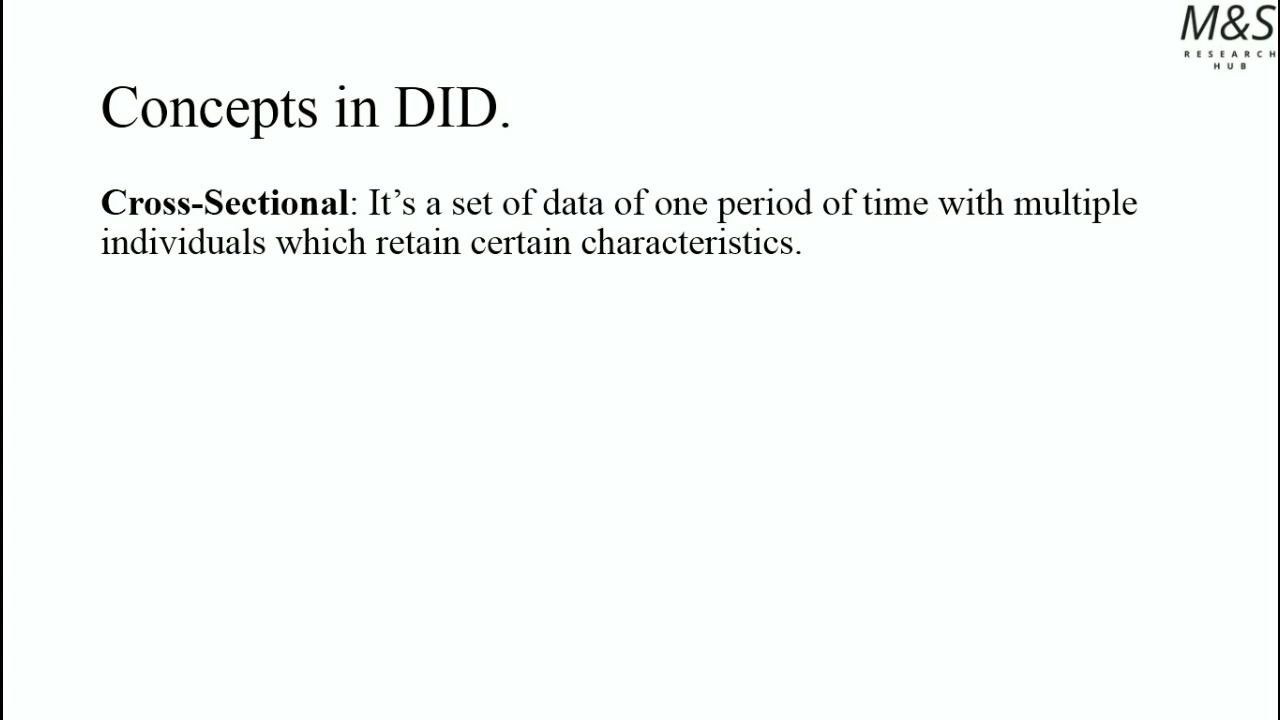 M&S
RESEARCH
HUB
Concepts in DID.
Cross-Sectional: It’s a set of data of one period of time with multiple
individuals which retain certain characteristics.